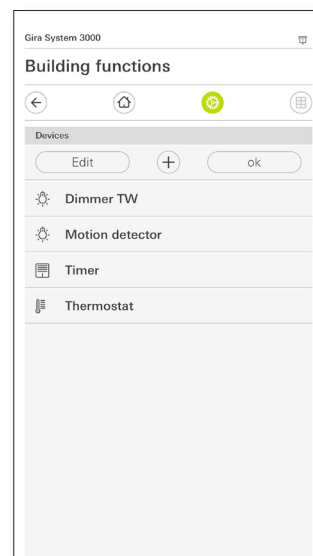 Gira System 3000
Building functions
Devices
Edit
ok
Dimmer TW
Motion detector
Timer
Thermostat